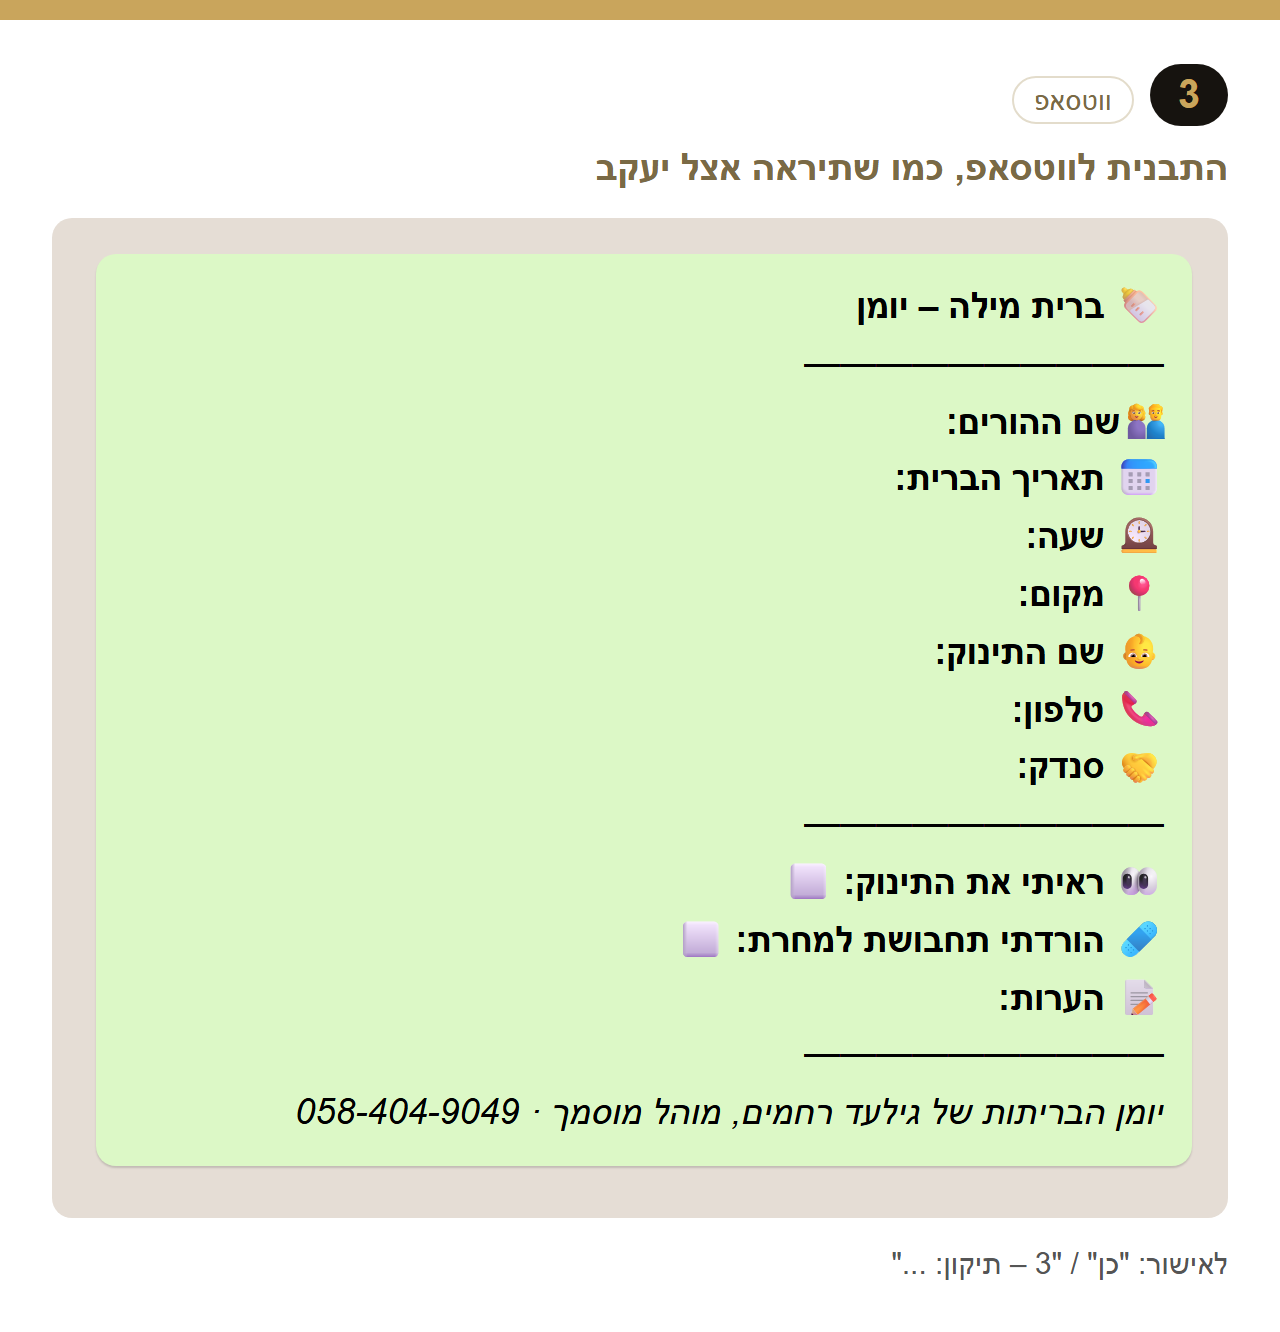 3
ווטסאפ
התבנית לווטסאפ, כמו שתיראה אצל יעקב
🍼 ברית מילה – יומן
👫 שם ההורים:
📅 תאריך הברית:
🕰️ שעה:
📍 מקום:
👶 שם התינוק:
📞 טלפון:
🤝 סנדק:
👀 ראיתי את התינוק: ⬜
🩹 הורדתי תחבושת למחרת: ⬜
📝 הערות:
יומן הבריתות של גילעד רחמים, מוהל מוסמך · 058-404-9049
לאישור: "כן" / "3 – תיקון: ..."